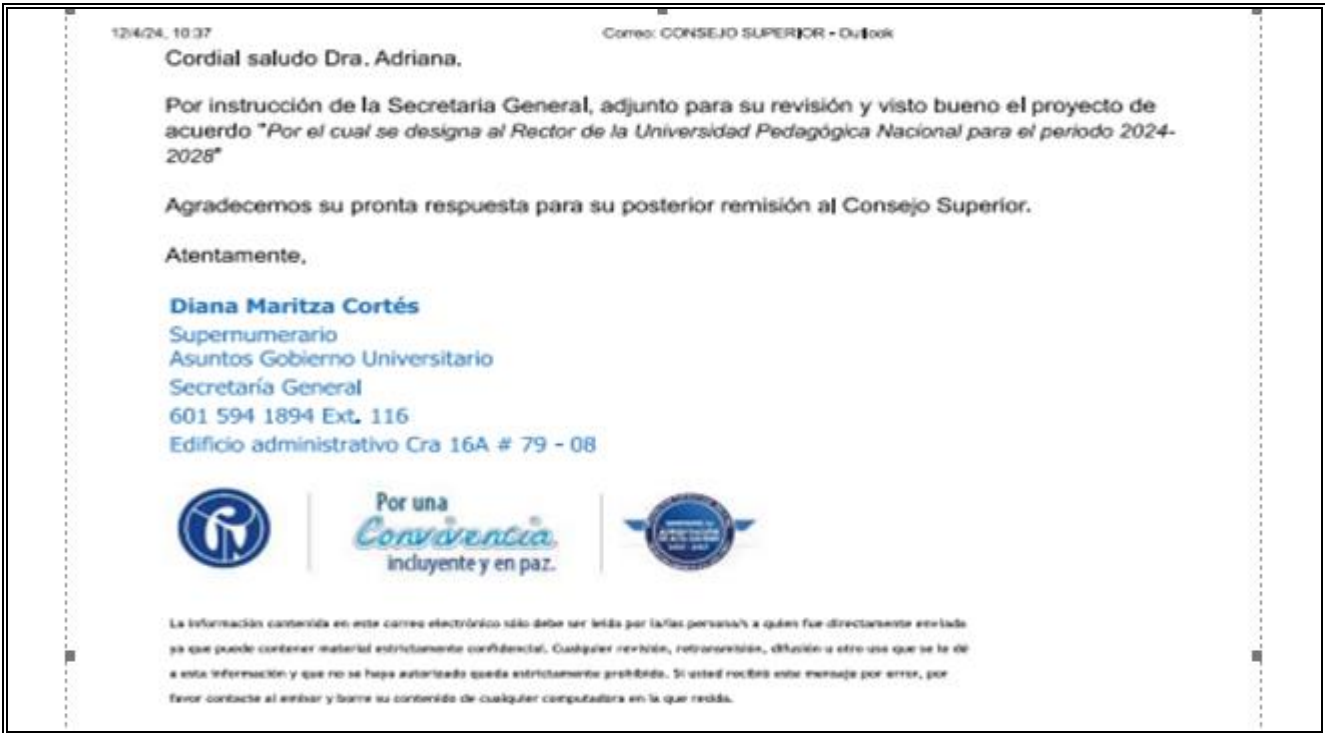 12/4/24, 10:37
Correo: CONSEJO SUPERIOR - Outlook
Cordial saludo Dra. Adriana.
Por instrucción de la Secretaria General, adjunto para su revisión y visto bueno el proyecto de
acuerdo "Por el cual se designa al Rector de la Universidad Pedagógica Nacional para el periodo 2024-
2028"
Agradecemos su pronta respuesta para su posterior remisión al Consejo Superior.
Atentamente,
Diana Maritza Cortés
Supernumerario
Asuntos Gobierno Universitario
Secretaría General
601 594 1894 Ext. 116
Edificio administrativo Cra 16A # 79 - 08
Por una
Convivencia
incluyente y en paz.
La información contenida en este correo electrónico sólo debe ser leída por la/las persona/s a quien fue directamente enviada
ya que puede contener material estrictamente confidencial. Cualquier revisión, retransmisión, difusión u otro uso que se le dé
a esta información y que no se haya autorizado queda estrictamente prohibida. Si usted recibió este mensaje por error, por
favor contacte al emisor y borre su contenido de cualquier computadora en la que resida.